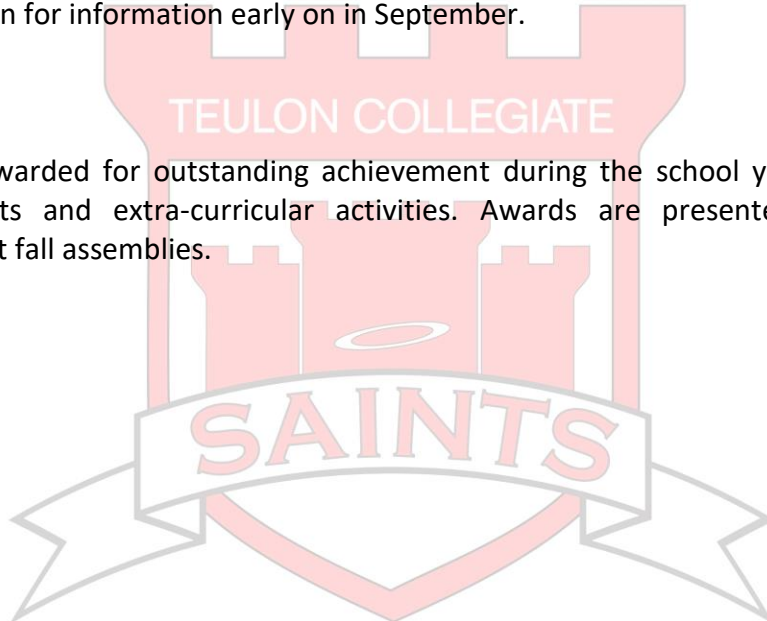 n for information early on in September.
TEULON COLLEGIATE
warded for outstanding achievement during the school y
ts and extra-curricular activities. Awards are presente
t fall assemblies.
SAINTS